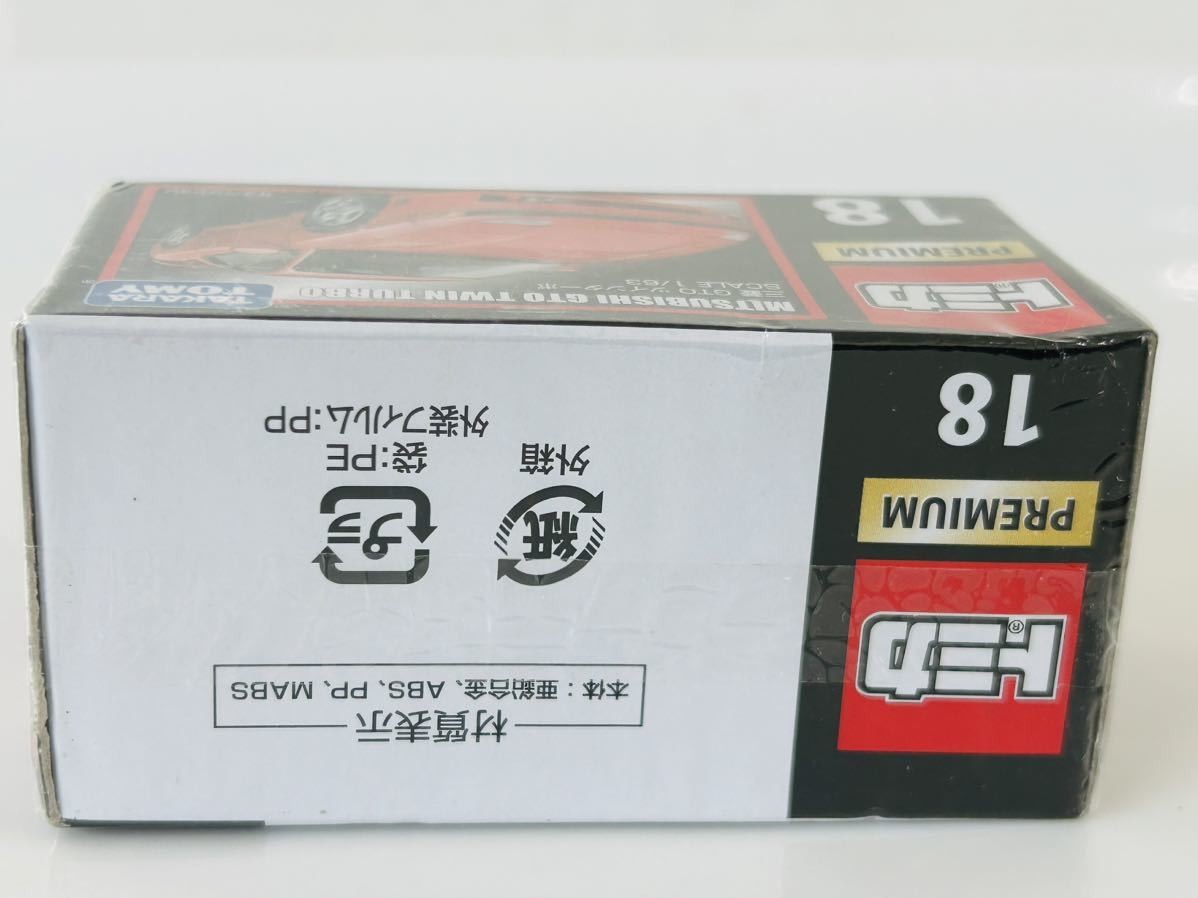 トミカ®
PREMIUM
18
MITSUBISHI GTO TWIN TURBO
三菱 GTO ツインターボ
SCALE 1/63
TAKARA
TOMY
トミカ®
PREMIUM
18
材質表示
本体：亜鉛合金、ABS、PP、MABS
紙
外箱
プラ
袋:PE
外装フィルム:PP